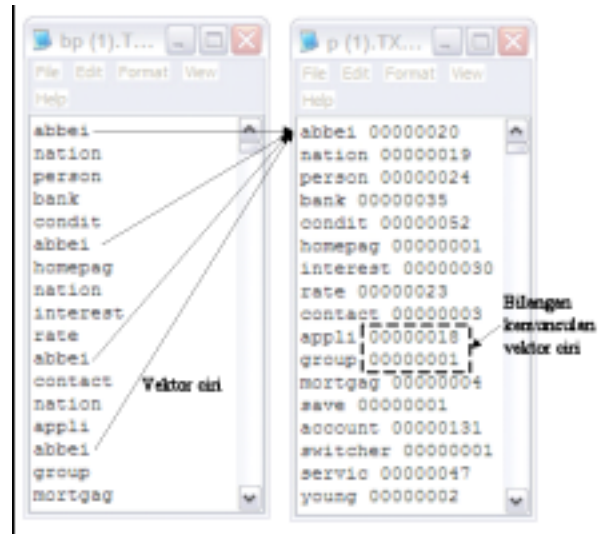 bp (1).T...
File Edit Format View
Help
abbei
nation
person
bank
condit
abbei
homepag
nation
interest
rate
abbei
contact
nation
appli
abbei
group
mortgag
Vektor ciri
p (1).TX...
File Edit Format View
Help
abbei 00000020
nation 00000019
person 00000024
bank 00000035
condit 00000052
homepag 00000001
interest 00000030
rate 00000023
contact 00000003
appli 00000018
group 00000001
mortgag 00000004
save 00000001
account 00000131
switcher 00000001
servic 00000047
young 00000002
Bilangan
kemunculan
vektor ciri